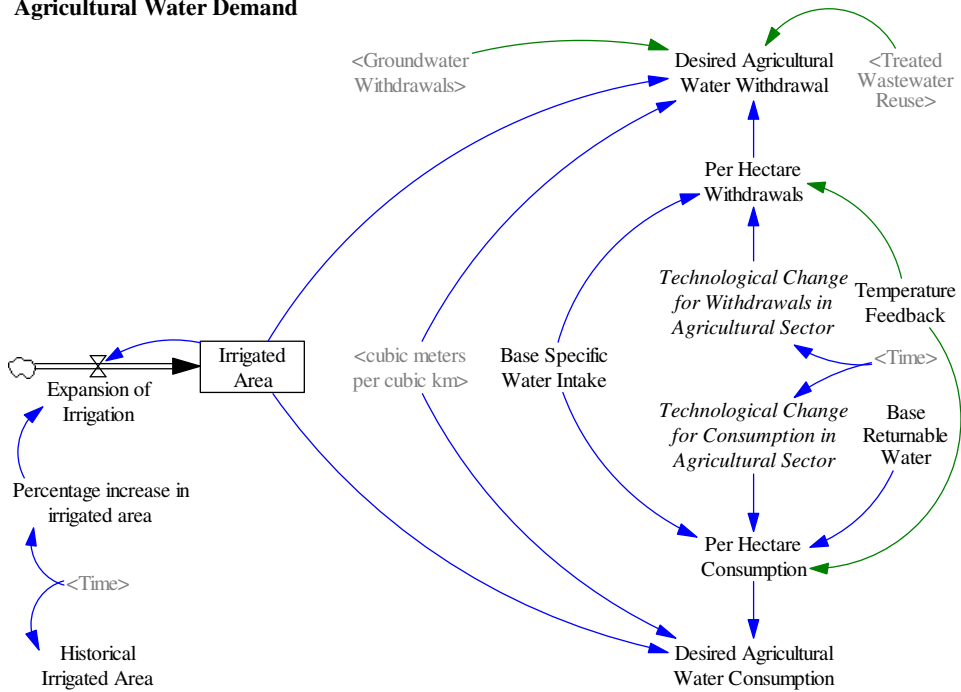 Agricultural Water Demand
<Groundwater
Withdrawals>
Desired Agricultural
Water Withdrawal
<Treated
Wastewater
Reuse>
Per Hectare
Withdrawals
Technological Change
for Withdrawals in
Agricultural Sector
Temperature
Feedback
Irrigated
Area
<cubic meters
per cubic km>
Base Specific
Water Intake
<Time>
Expansion of
Irrigation
Technological Change
for Consumption in
Agricultural Sector
Base
Returnable
Water
Percentage increase in
irrigated area
Per Hectare
Consumption
<Time>
Historical
Irrigated Area
Desired Agricultural
Water Consumption